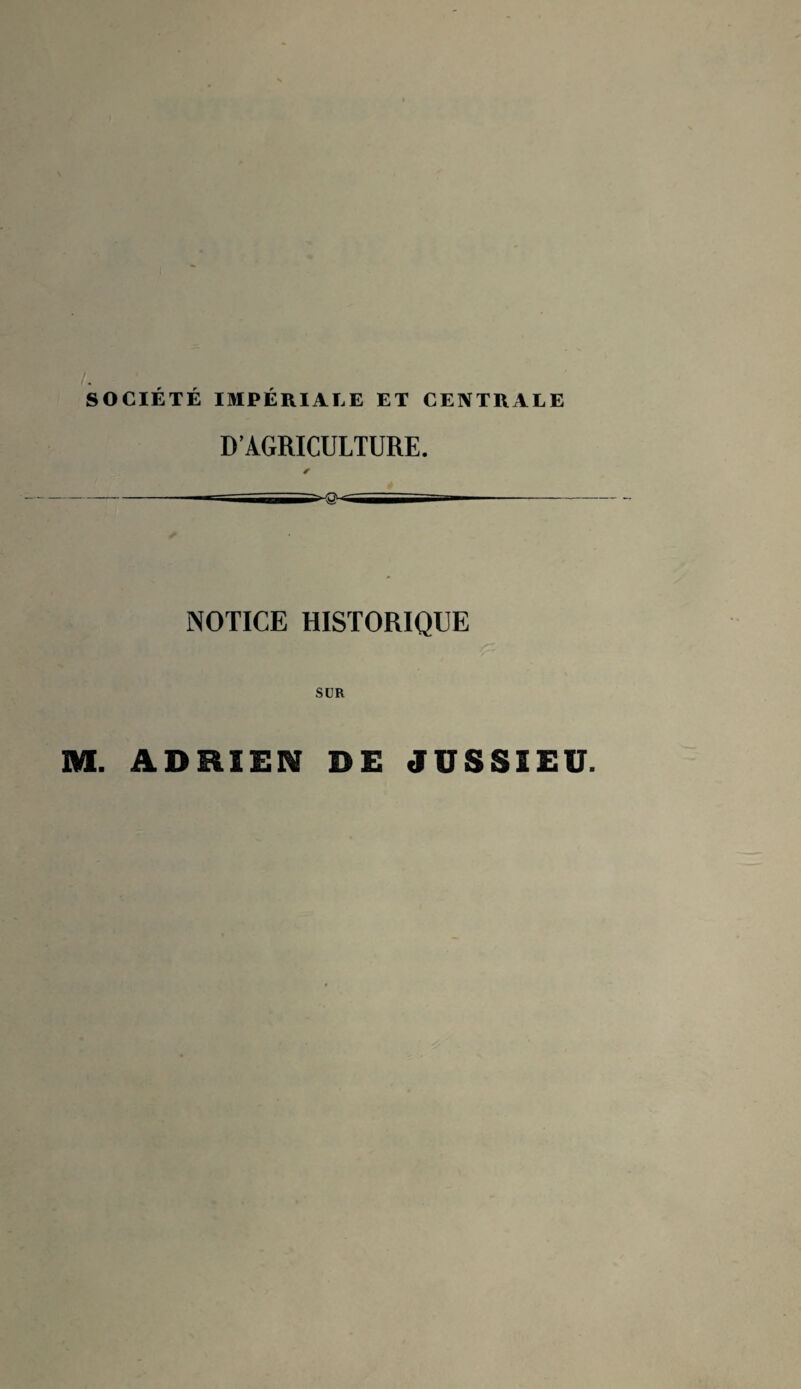 SOCIÉTÉ IMPÉRIALE ET CENTRALE
D'AGRICULTURE.
NOTICE HISTORIQUE
SUR
M. ADRIEN DE JUSSIEU.